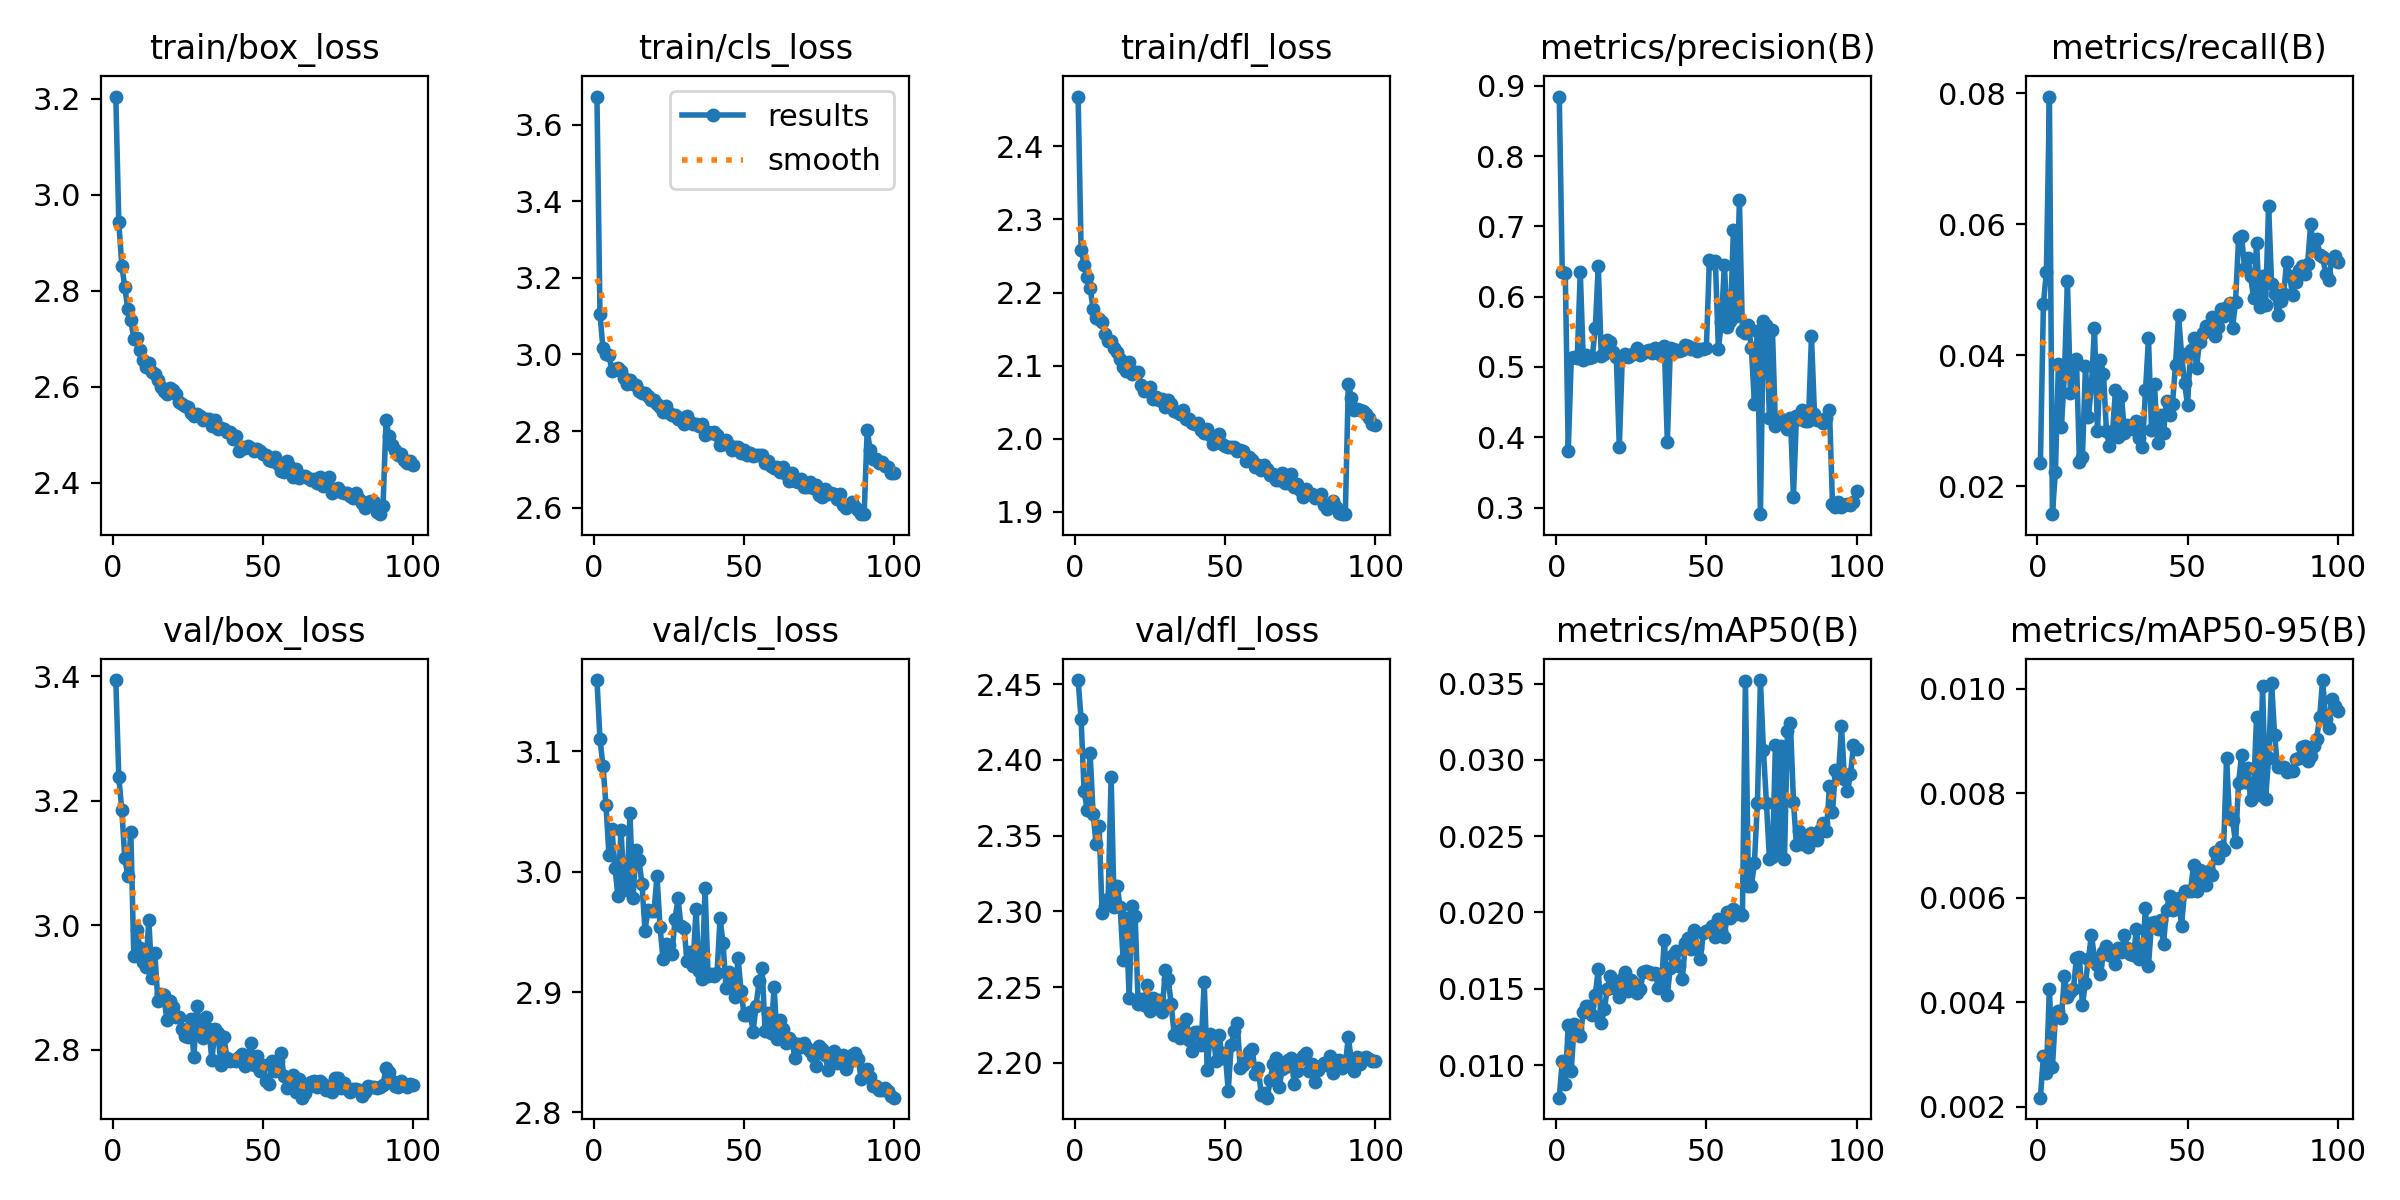 train/box_loss
train/cls_loss
train/dfl_loss
metrics/precision(B)
metrics/recall(B)
3.2
3.0
2.8
2.6
2.4
0 50 100
3.6
3.4
3.2
3.0
2.8
2.6
0 50 100
results
smooth
2.4
2.3
2.2
2.1
2.0
1.9
0 50 100
0.9
0.8
0.7
0.6
0.5
0.4
0.3
0 50 100
0.08
0.06
0.04
0.02
0 50 100
val/box_loss
val/cls_loss
val/dfl_loss
metrics/mAP50(B)
metrics/mAP50-95(B)
3.4
3.2
3.0
2.8
0 50 100
3.1
3.0
2.9
2.8
0 50 100
2.45
2.40
2.35
2.30
2.25
2.20
0 50 100
0.035
0.030
0.025
0.020
0.015
0.010
0 50 100
0.010
0.008
0.006
0.004
0.002
0 50 100